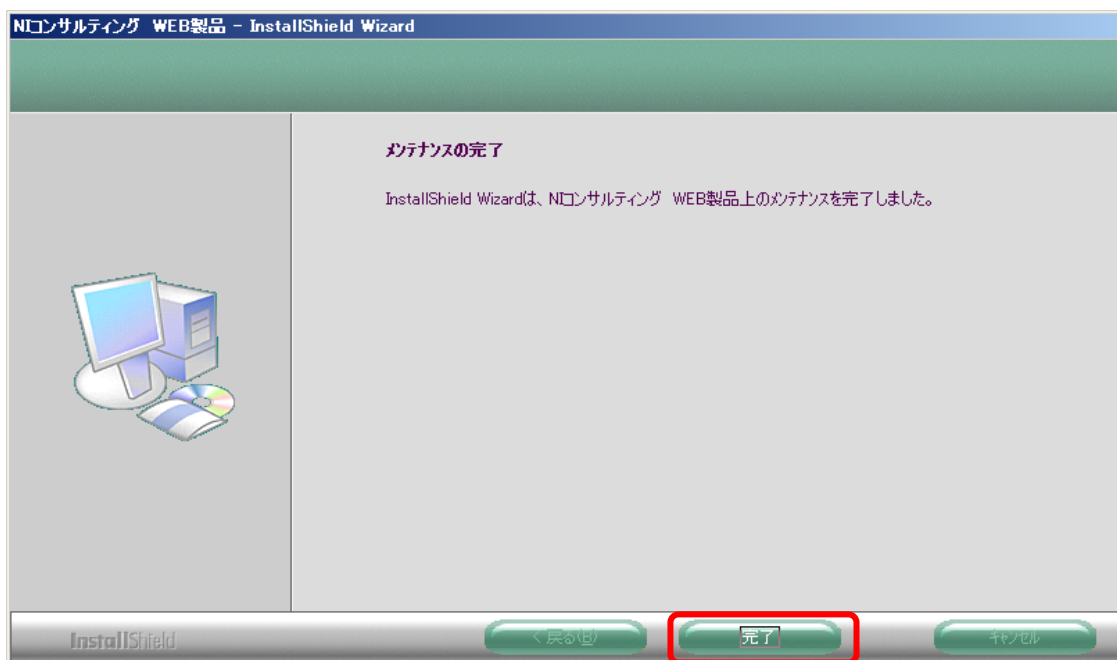 NIコンサルティング WEB製品 - InstallShield Wizard
メンテナンスの完了
InstallShield Wizardは、NIコンサルティング WEB製品上のメンテナンスを完了しました。
InstallShield
< 戻る(B)
完了
キャンセル